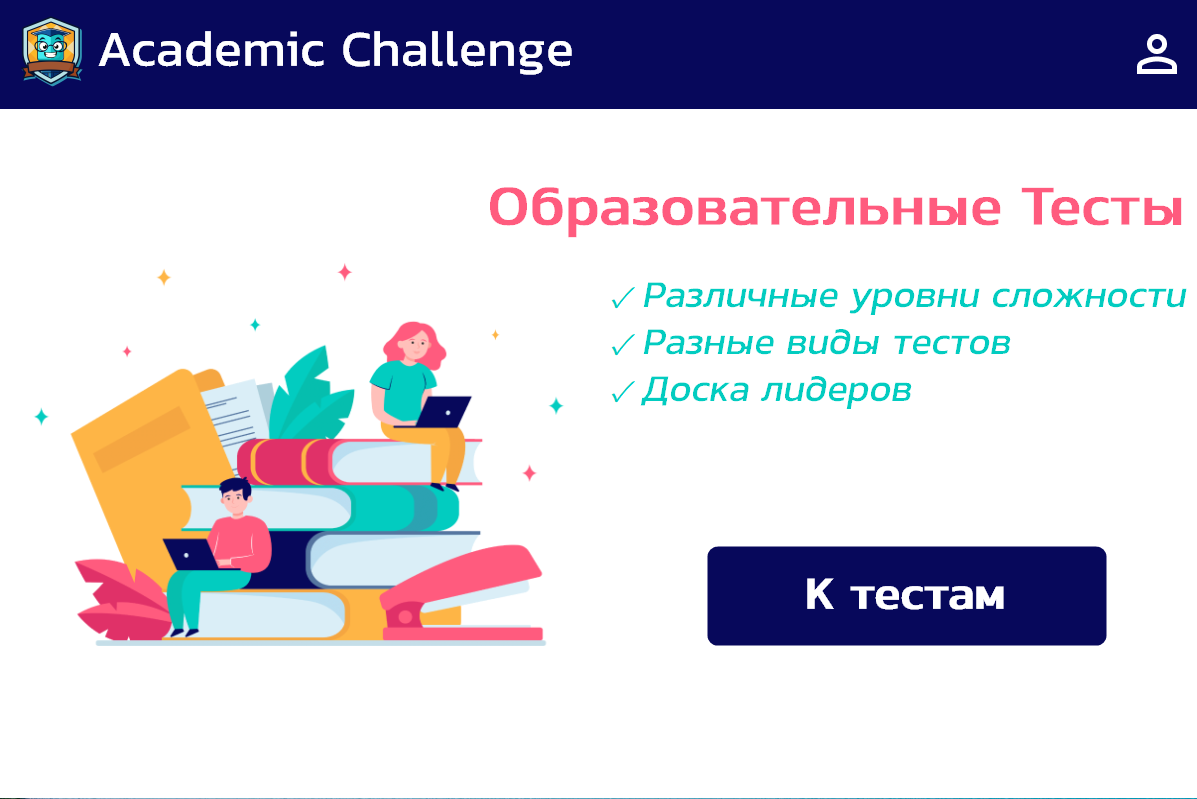 Academic Challenge
Образовательные Тесты
✓ Различные уровни сложности
✓ Разные виды тестов
✓ Доска лидеров
К тестам